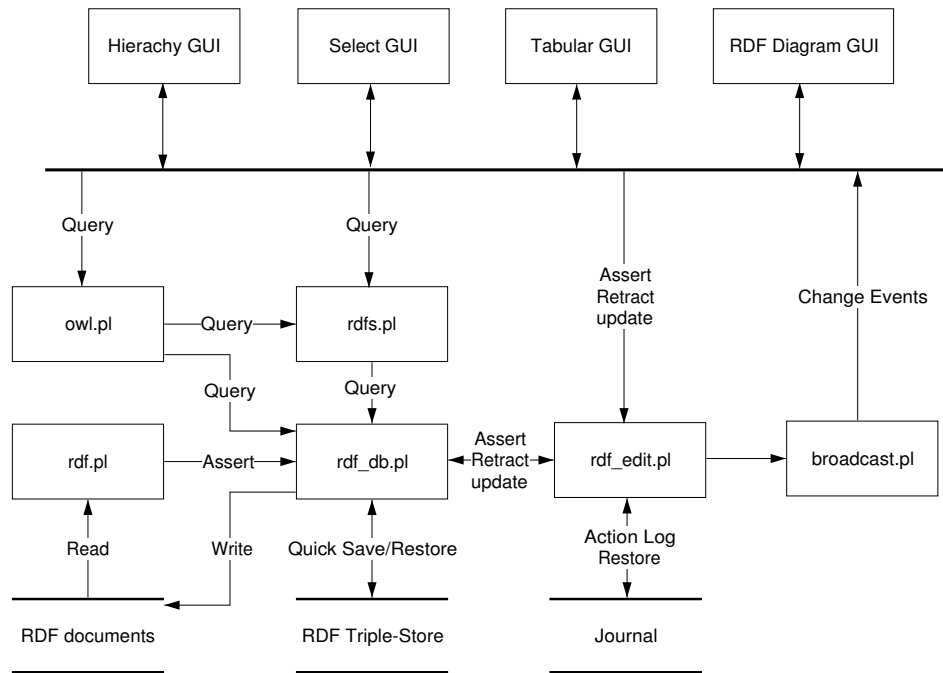 Hierachy GUI
Select GUI
Tabular GUI
RDF Diagram GUI
Query
Query
Assert
Retract
update
Change Events
owl.pl
Query
rdfs.pl
Query
Query
rdf.pl
Assert
rdf_db.pl
Assert
Retract
update
rdf_edit.pl
broadcast.pl
Read
Write
Quick Save/Restore
Action Log
Restore
RDF documents
RDF Triple-Store
Journal